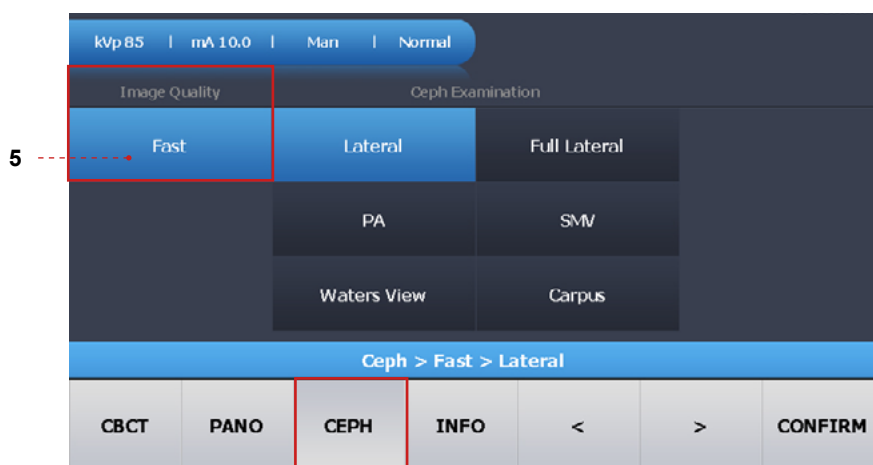 kVp 85 | mA 10.0 | Man | Normal
Image Quality Ceph Examination
5 Fast Lateral Full Lateral
PA SMV
Waters View Carpus
Ceph > Fast > Lateral
CBCT PANO CEPH INFO < > CONFIRM